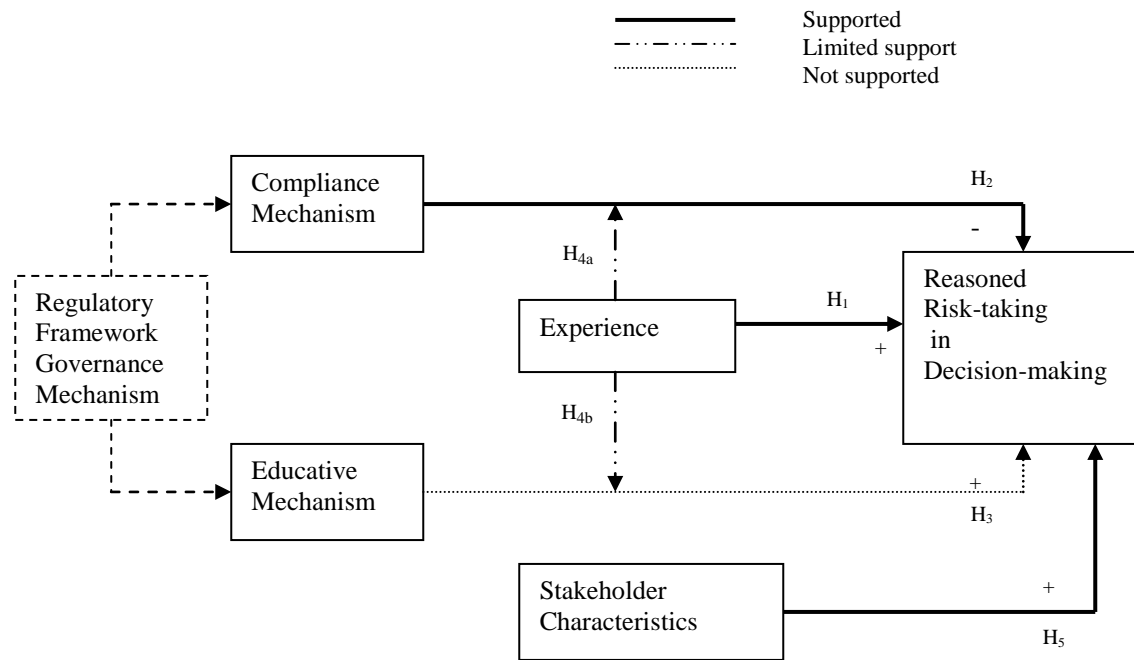 Supported
Limited support
Not supported
Compliance
Mechanism
H₂
-
H₄ₐ
Regulatory
Framework
Governance
Mechanism
Experience
H₁
+
Reasoned
Risk-taking
in
Decision-making
H₄b
Educative
Mechanism
+
H₃
Stakeholder
Characteristics
+
H₅